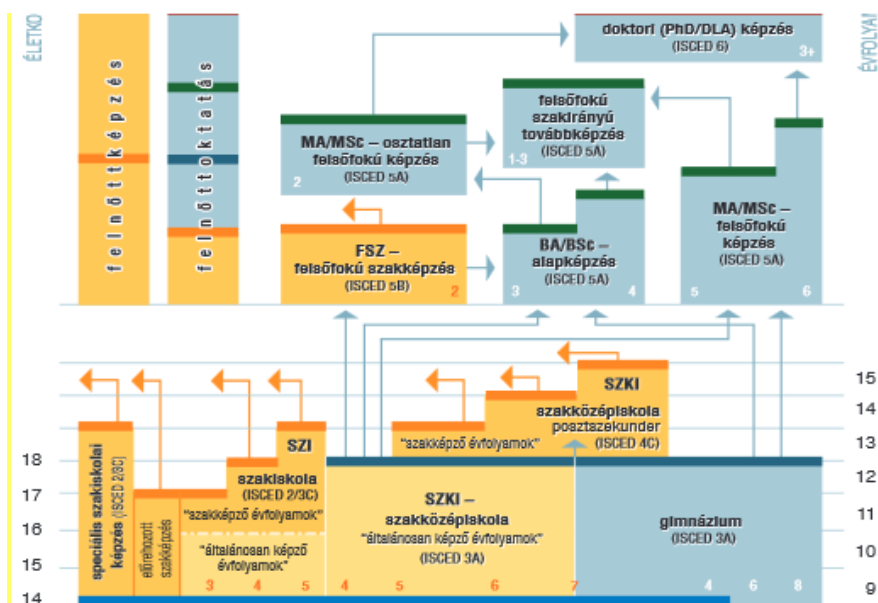 ÉLETKO
ÉVFOLYAM
felnőttképzés
felnőttoktatás
doktori (PhD/DLA) képzés
(ISCED 6)
3+
MA/MSc – osztatlan
felsőfokú képzés
(ISCED 5A)
2
felsőfokú
szakirányú
továbbképzés
(ISCED 5A)
1-3
FSZ –
felsőfokú szakképzés
(ISCED 5B)
2
BA/BSc –
alapképzés
(ISCED 5A)
3
4
MA/MSc –
felsőfokú
képzés
(ISCED 5A)
5
6
15
14
13
12
11
10
9
18
17
16
15
14
speciális szakiskolai
képzés (ISCED 2/3C)
előrehozott
szakképzés
SZI
szakiskola
(ISCED 2/3C)
"szakképző évfolyamok"
"általánosan képző
évfolyamok"
3
4
5
SZKI
szakközépiskola
posztszekunder
(ISCED 4C)
"szakképző évfolyamok"
SZKI –
szakközépiskola
"általánosan képző évfolyamok"
(ISCED 3A)
4
5
6
7
gimnázium
(ISCED 3A)
4
6
8